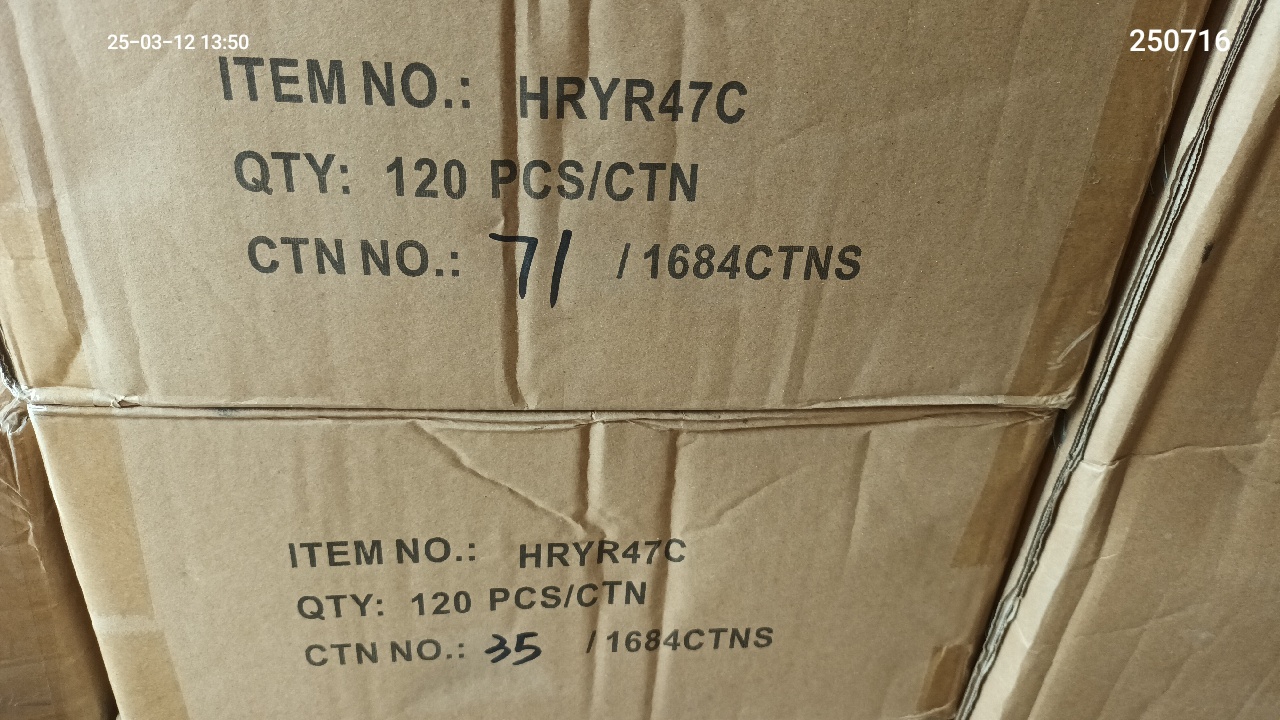 25-03-12 13:50
250716
ITEM NO.: HRYR47C
QTY: 120 PCS/CTN
CTN NO.: 71 / 1684CTNS
ITEM NO.: HRYR47C
QTY: 120 PCS/CTN
CTN NO.: 35 / 1684CTNS